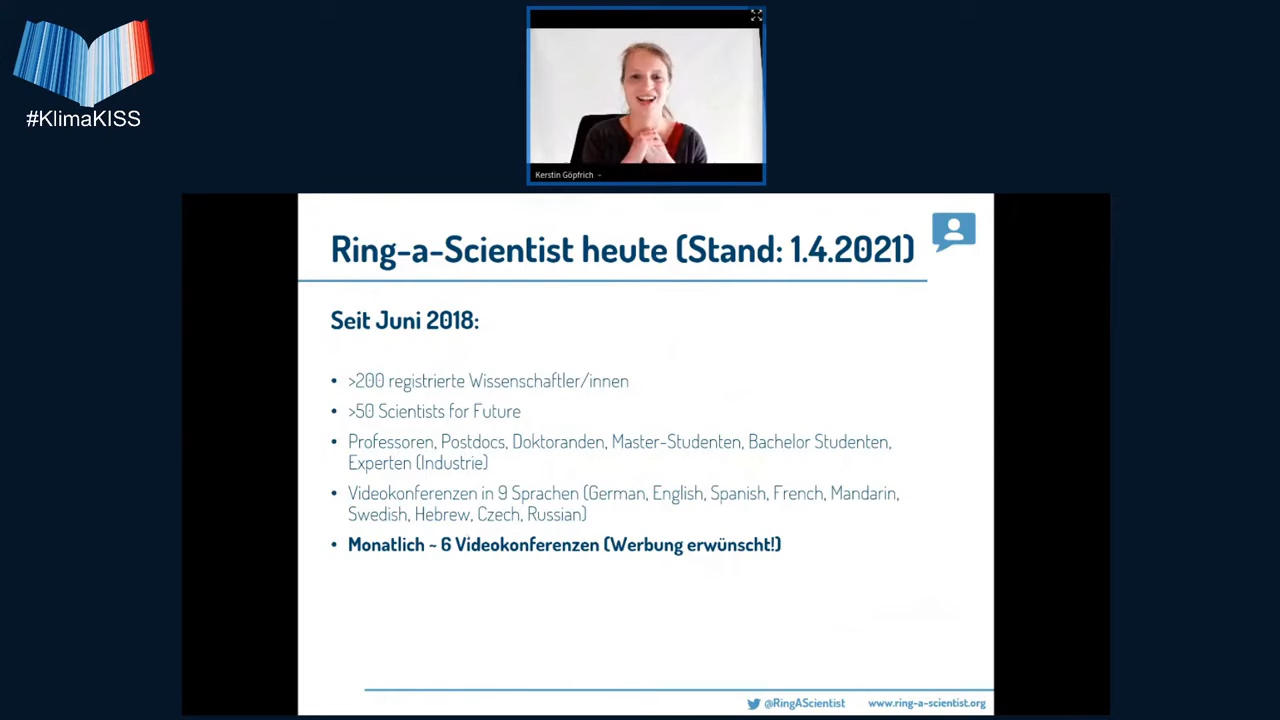 #KlimaKISS
Kerstin Göpfrich
Ring-a-Scientist heute (Stand: 1.4.2021)
Seit Juni 2018:
• >200 registrierte Wissenschaftler/innen
• >50 Scientists for Future
• Professoren, Postdocs, Doktoranden, Master-Studenten, Bachelor Studenten,
Experten (Industrie)
• Videokonferenzen in 9 Sprachen (German, English, Spanish, French, Mandarin,
Swedish, Hebrew, Czech, Russian)
• Monatlich ~ 6 Videokonferenzen (Werbung erwünscht!)
@RingAScientist
www.ring-a-scientist.org